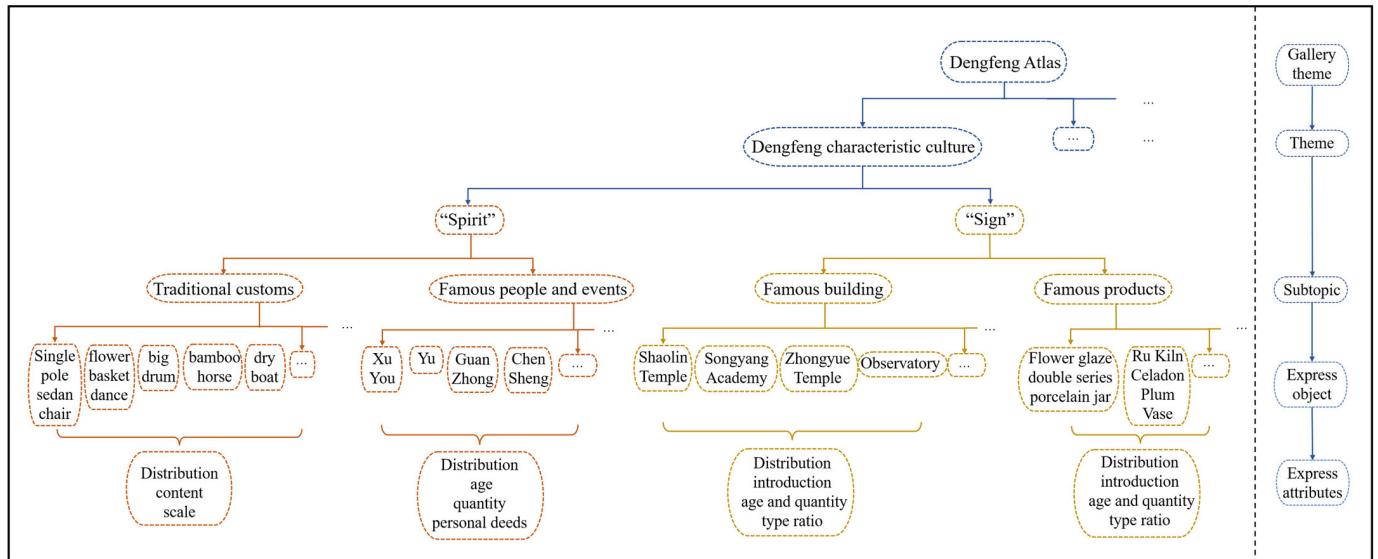 Dengfeng Atlas
...
Dengfeng characteristic culture
...
...
“Spirit”
“Sign”
Traditional customs
Famous people and events
Famous building
Famous products
...
...
...
...
Single
pole
sedan
chair
flower
basket
dance
big
drum
bamboo
horse
dry
boat
...
Xu
You
Yu
Guan
Zhong
Chen
Sheng
...
Shaolin
Temple
Songyang
Academy
Zhongyue
Temple
Observatory
...
Flower glaze
double series
porcelain jar
Ru Kiln
Celadon
Plum
Vase
...
Distribution
content
scale
Distribution
age
quantity
personal deeds
Distribution
introduction
age and quantity
type ratio
Distribution
introduction
age and quantity
type ratio
Gallery
theme
Theme
Subtopic
Express
object
Express
attributes